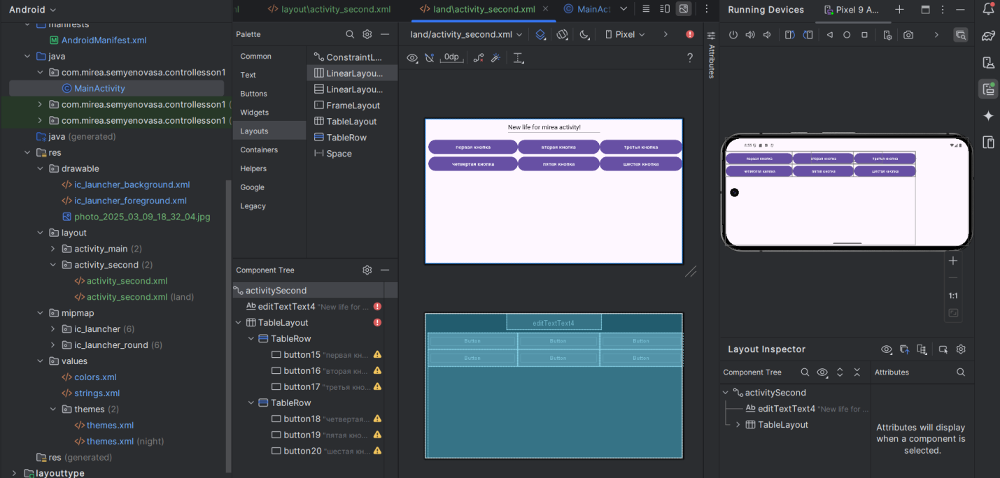 Android
nl
layout\activity_second.xml
land\activity_second.xml
MainAct
Running Devices
Pixel 9 A...
manifests
AndroidManifest.xml
java
com.mirea.semyenovasa.controllesson1
MainActivity
com.mirea.semyenovasa.controllesson1 (
com.mirea.semyenovasa.controllesson1 (
java (generated)
res
drawable
ic_launcher_background.xml
ic_launcher_foreground.xml
photo_2025_03_09_18_32_04.jpg
layout
activity_main (2)
activity_second (2)
activity_second.xml
activity_second.xml (land)
mipmap
ic_launcher (6)
ic_launcher_round (6)
values
colors.xml
strings.xml
themes (2)
themes.xml
themes.xml (night)
res (generated)
layouttype
Palette
Common
Text
Buttons
Widgets
Layouts
Containers
Helpers
Google
Legacy
ConstraintL...
LinearLayou...
LinearLayou...
FrameLayout
TableLayout
TableRow
Space
Component Tree
activitySecond
Ab editTextText4 "New life for ...
TableLayout
TableRow
button15 "первая кн...
button16 "вторая кн...
button17 "третья кно...
TableRow
button18 "четвертая...
button19 "пятая кно...
button20 "шестая кн...
land/activity_second.xml
Pixel
0dp
?
Attributes
New life for mirea activity!
первая кнопка
вторая кнопка
третья кнопка
четвертая кнопка
пятая кнопка
шестая кнопка
editTextText4
Button
Button
Button
Button
Button
Button
первая кнопка
вторая кнопка
третья кнопка
четвертая кнопка
пятая кнопка
шестая кнопка
1:1
Layout Inspector
Component Tree
Attributes
activitySecond
Ab editTextText4 "New life for ...
TableLayout
Attributes will display
when a component is
selected.